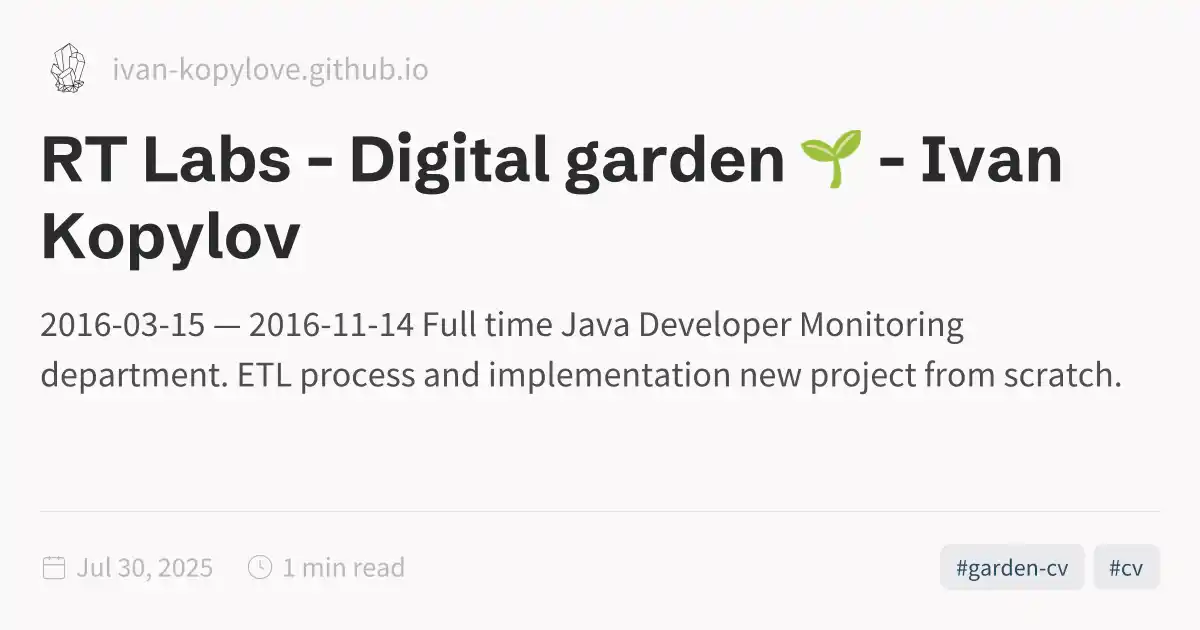 ivan-kopylove.github.io
RT Labs - Digital garden 🌱 - Ivan
Kopylov
2016-03-15 — 2016-11-14 Full time Java Developer Monitoring
department. ETL process and implementation new project from scratch.
Jul 30, 2025 1 min read #garden-cv #cv